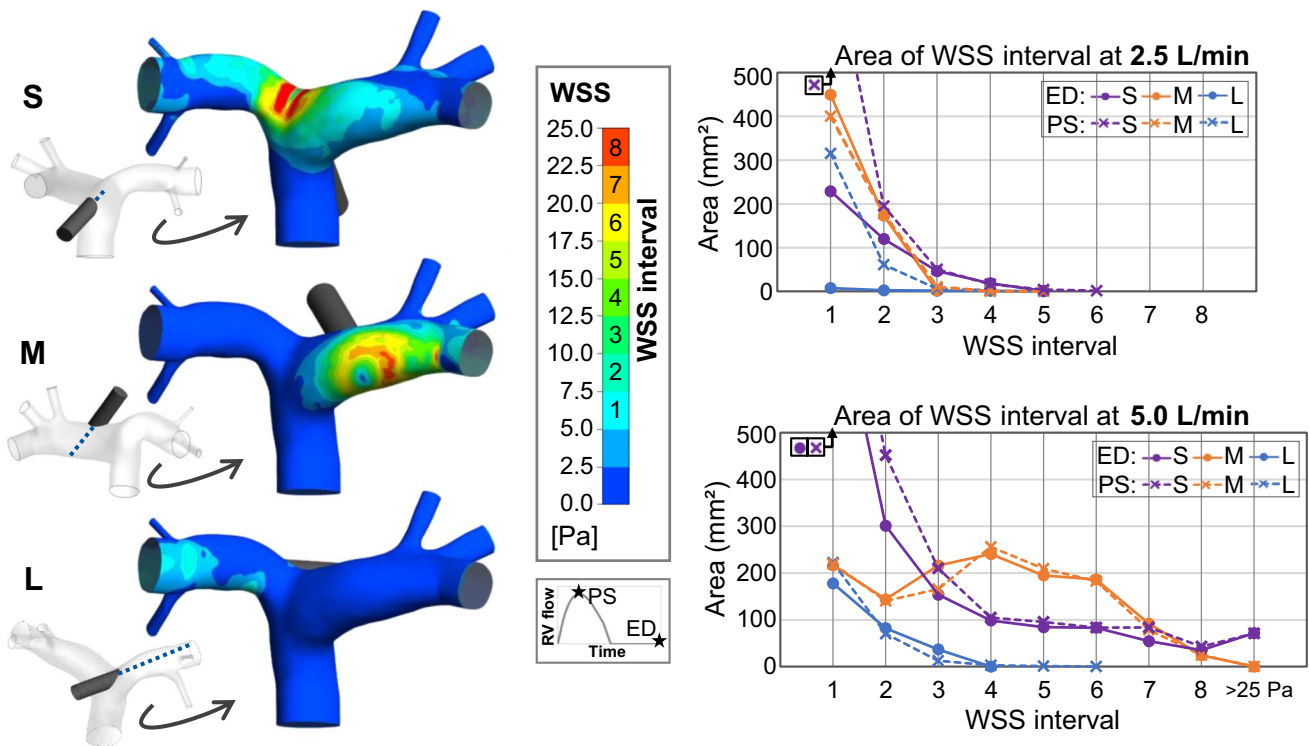 S
M
L
WSS
25.0
22.5
20.0
17.5
15.0
12.5
10.0
7.5
5.0
2.5
0.0
[Pa]
8
7
6
5
4
3
2
1
WSS interval
RV flow
PS
ED
Time
Area of WSS interval at 2.5 L/min
ED: S M L
PS: S M L
500
400
300
200
100
0
Area (mm²)
1 2 3 4 5 6 7 8
WSS interval
Area of WSS interval at 5.0 L/min
ED: S M L
PS: S M L
500
400
300
200
100
0
Area (mm²)
1 2 3 4 5 6 7 8 >25 Pa
WSS interval